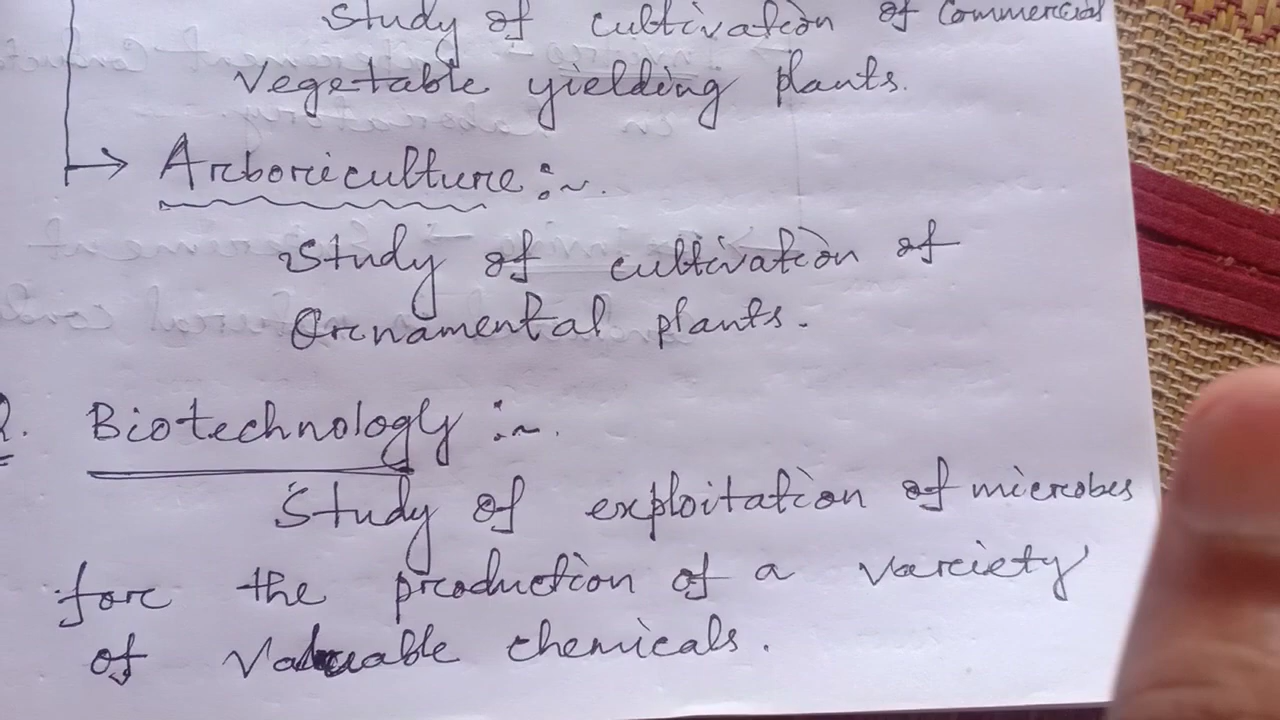 Study of cultivation of Commercial
Vegetable yielding plants.
→ Arboriculture :~.
Study of cultivation of
Ornamental plants.
2. Biotechnology :~.
Study of exploitation of microbes
for the production of a variety
of Valuable chemicals.